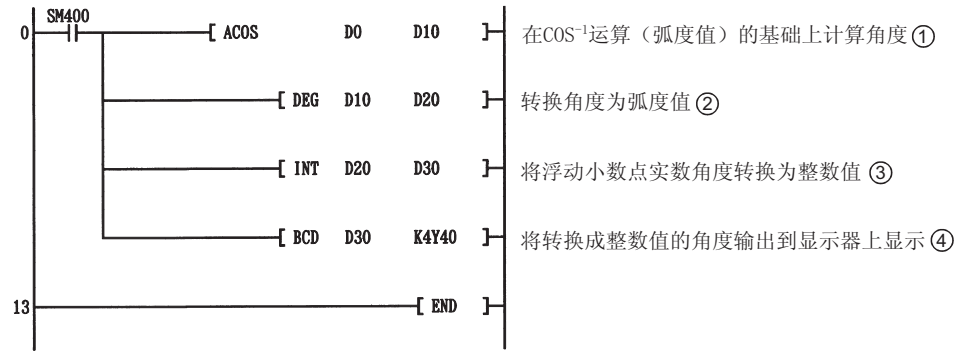 SM400
0 [ ACOS D0 D10 ] 在COS⁻¹运算（弧度值）的基础上计算角度①
[ DEG D10 D20 ] 转换角度为弧度值②
[ INT D20 D30 ] 将浮动小数点实数角度转换为整数值③
[ BCD D30 K4Y40 ] 将转换成整数值的角度输出到显示器上显示④
13 [ END ]